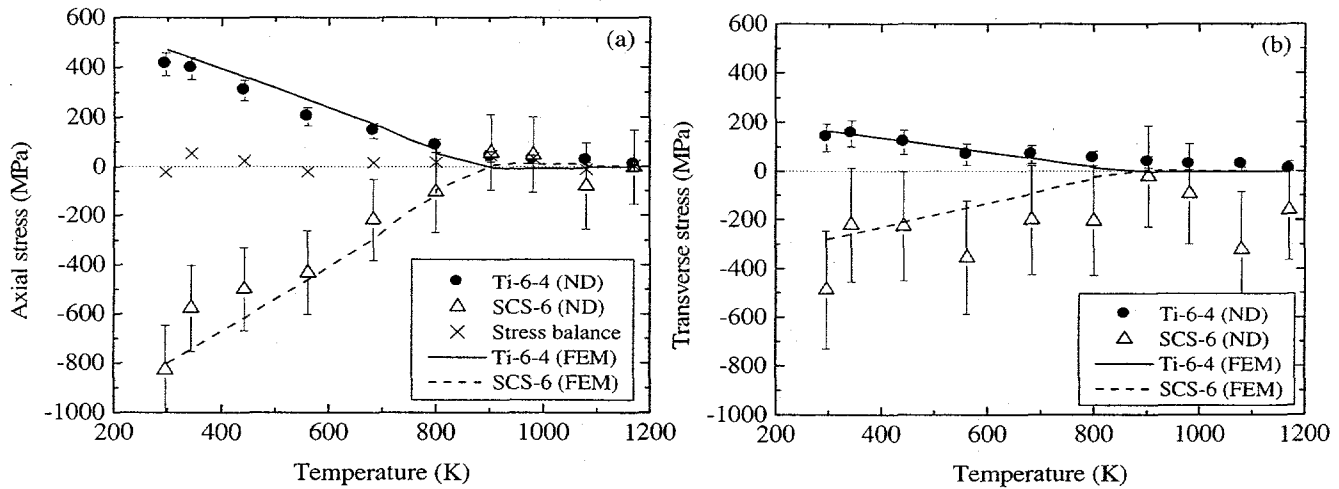 (a)
600
400
200
0
-200
-400
-600
-800
-1000
Axial stress (MPa)
Ti-6-4 (ND)
SCS-6 (ND)
Stress balance
Ti-6-4 (FEM)
SCS-6 (FEM)
200 400 600 800 1000 1200
Temperature (K)
(b)
600
400
200
0
-200
-400
-600
-800
-1000
Transverse stress (MPa)
Ti-6-4 (ND)
SCS-6 (ND)
Ti-6-4 (FEM)
SCS-6 (FEM)
200 400 600 800 1000 1200
Temperature (K)